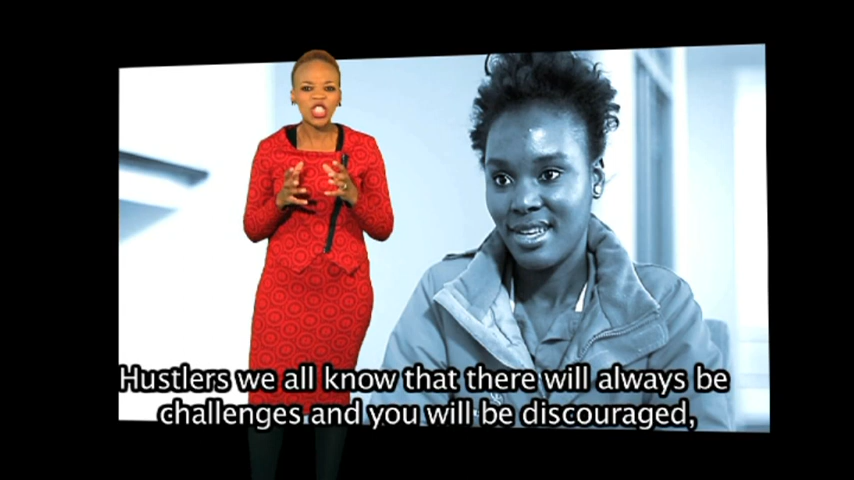 Hustlers we all know that there will always be
challenges and you will be discouraged,